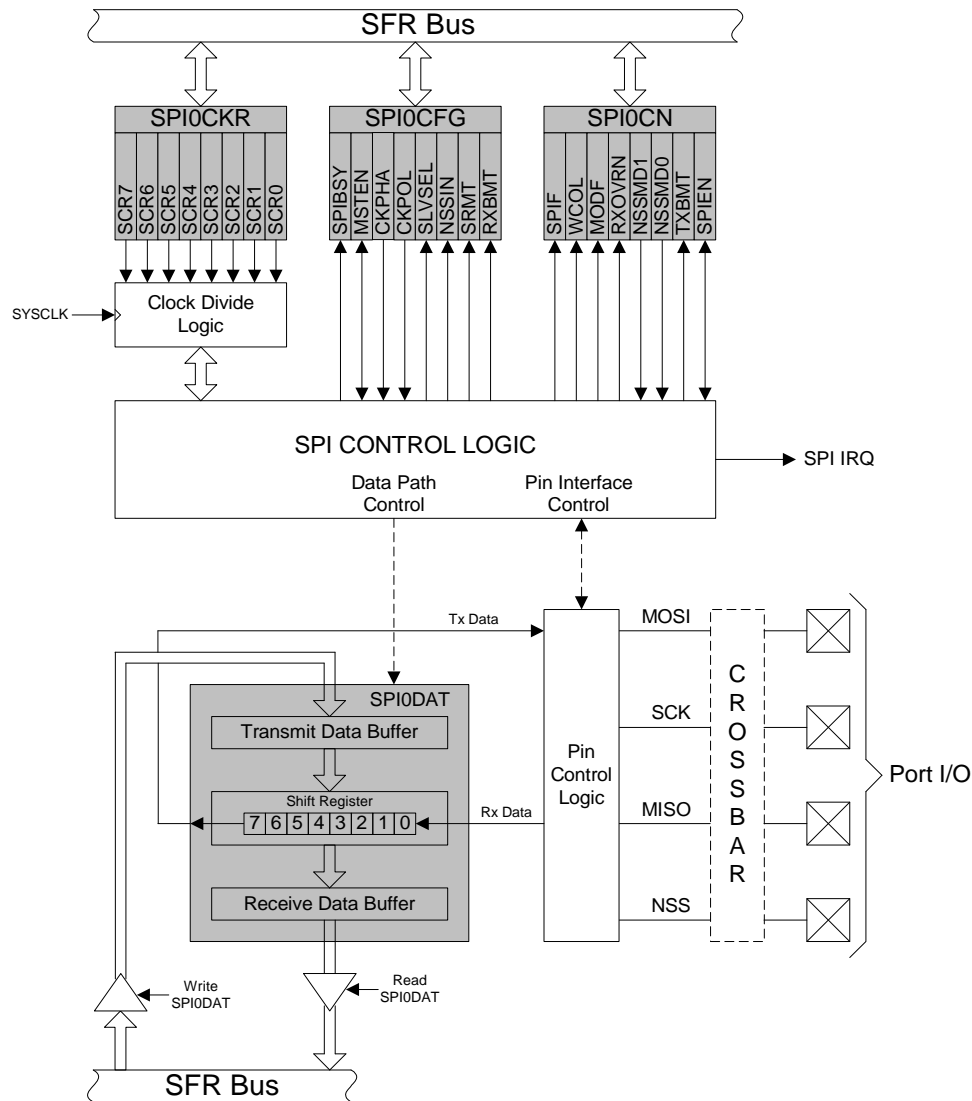 SFR Bus
SPI0CKR
SPI0CFG
SPI0CN
SCR7
SCR6
SCR5
SCR4
SCR3
SCR2
SCR1
SCR0
SPIBSY
MSTEN
CKPHA
CKPOL
SLVSEL
NSSIN
SRMT
RXBMT
SPIF
WCOL
MODF
RXOVRN
NSSMD1
NSSMD0
TXBMT
SPIEN
SYSCLK
Clock Divide
Logic
SPI CONTROL LOGIC
SPI IRQ
Data Path
Control
Pin Interface
Control
Tx Data
MOSI
SPI0DAT
Transmit Data Buffer
SCK
Shift Register
7 6 5 4 3 2 1 0
Rx Data
Pin
Control
Logic
MISO
CROSSBAR
Port I/O
Receive Data Buffer
NSS
Write
SPI0DAT
Read
SPI0DAT
SFR Bus